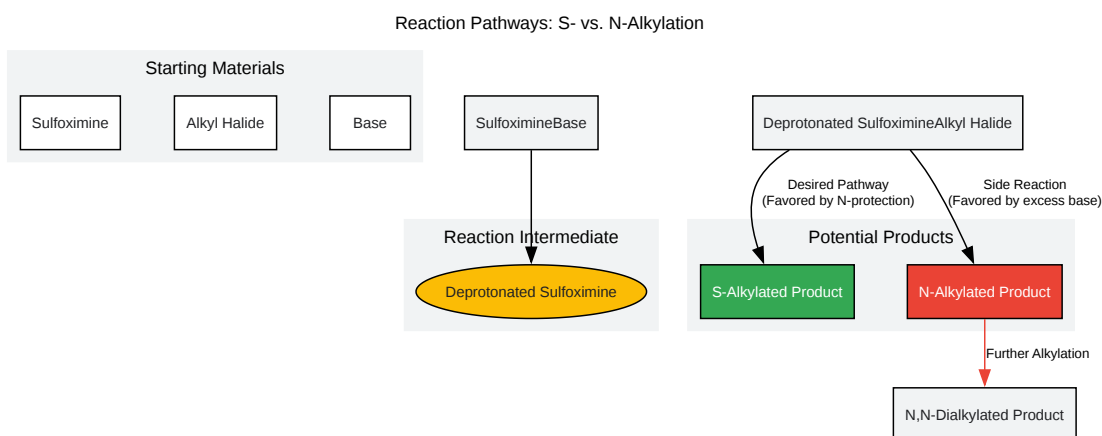 Reaction Pathways: S- vs. N-Alkylation
Starting Materials
Sulfoximine
Alkyl Halide
Base
SulfoximineBase
Deprotonated SulfoximineAlkyl Halide
Desired Pathway
(Favored by N-protection)
Side Reaction
(Favored by excess base)
Reaction Intermediate
Deprotonated Sulfoximine
Potential Products
S-Alkylated Product
N-Alkylated Product
Further Alkylation
N,N-Dialkylated Product